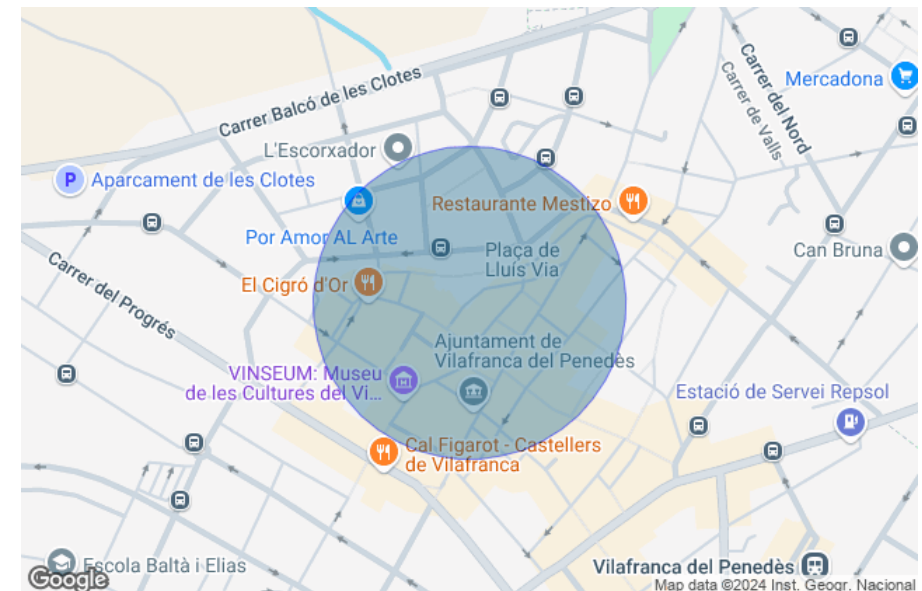 Mercadona
Carrer del Nord
Carrer de Valls
Carrer Balcó de les Clotes
L'Escorxador
P
Aparcament de les Clotes
Restaurante Mestizo
Por Amor AL Arte
Plaça de
Lluís Via
Can Bruna
Carrer del Progrés
El Cigró d'Or
Ajuntament de
Vilafranca del Penedès
VINSEUM: Museu
de les Cultures del Vi...
Estació de Servei Repsol
Cal Figarot - Castellers
de Vilafranca
Escola Baltà i Elias
Vilafranca del Penedès
Google
Map data ©2024 Inst. Geogr. Nacional